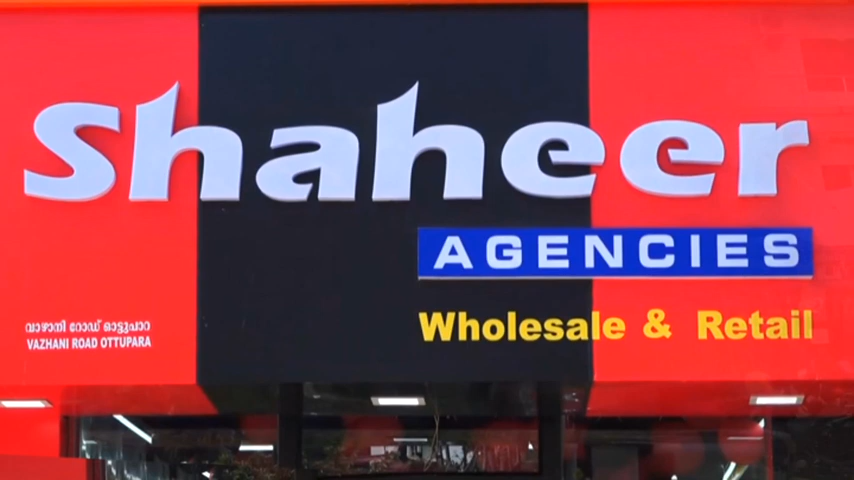 Shaheer
AGENCIES
Wholesale & Retail
വാഴാനി റോഡ് ഓട്ടുപാറ
VAZHANI ROAD OTTUPARA